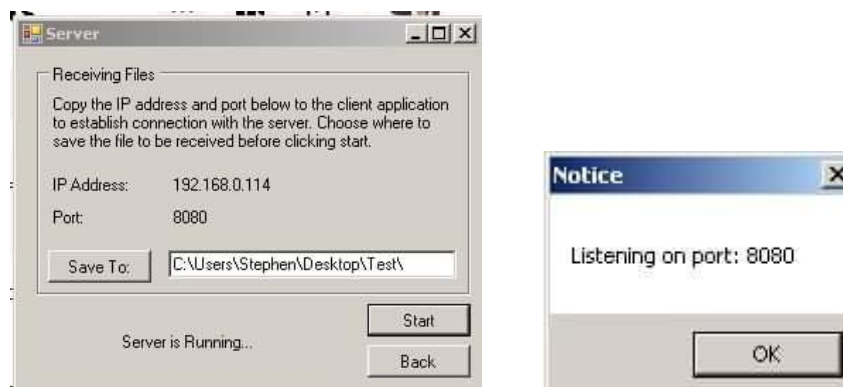 Server
Receiving Files
Copy the IP address and port below to the client application
to establish connection with the server. Choose where to
save the file to be received before clicking start.
IP Address: 192.168.0.114
Port: 8080
Save To: C:\Users\Stephen\Desktop\Test\
Server is Running...
Start
Back
Notice
Listening on port: 8080
OK